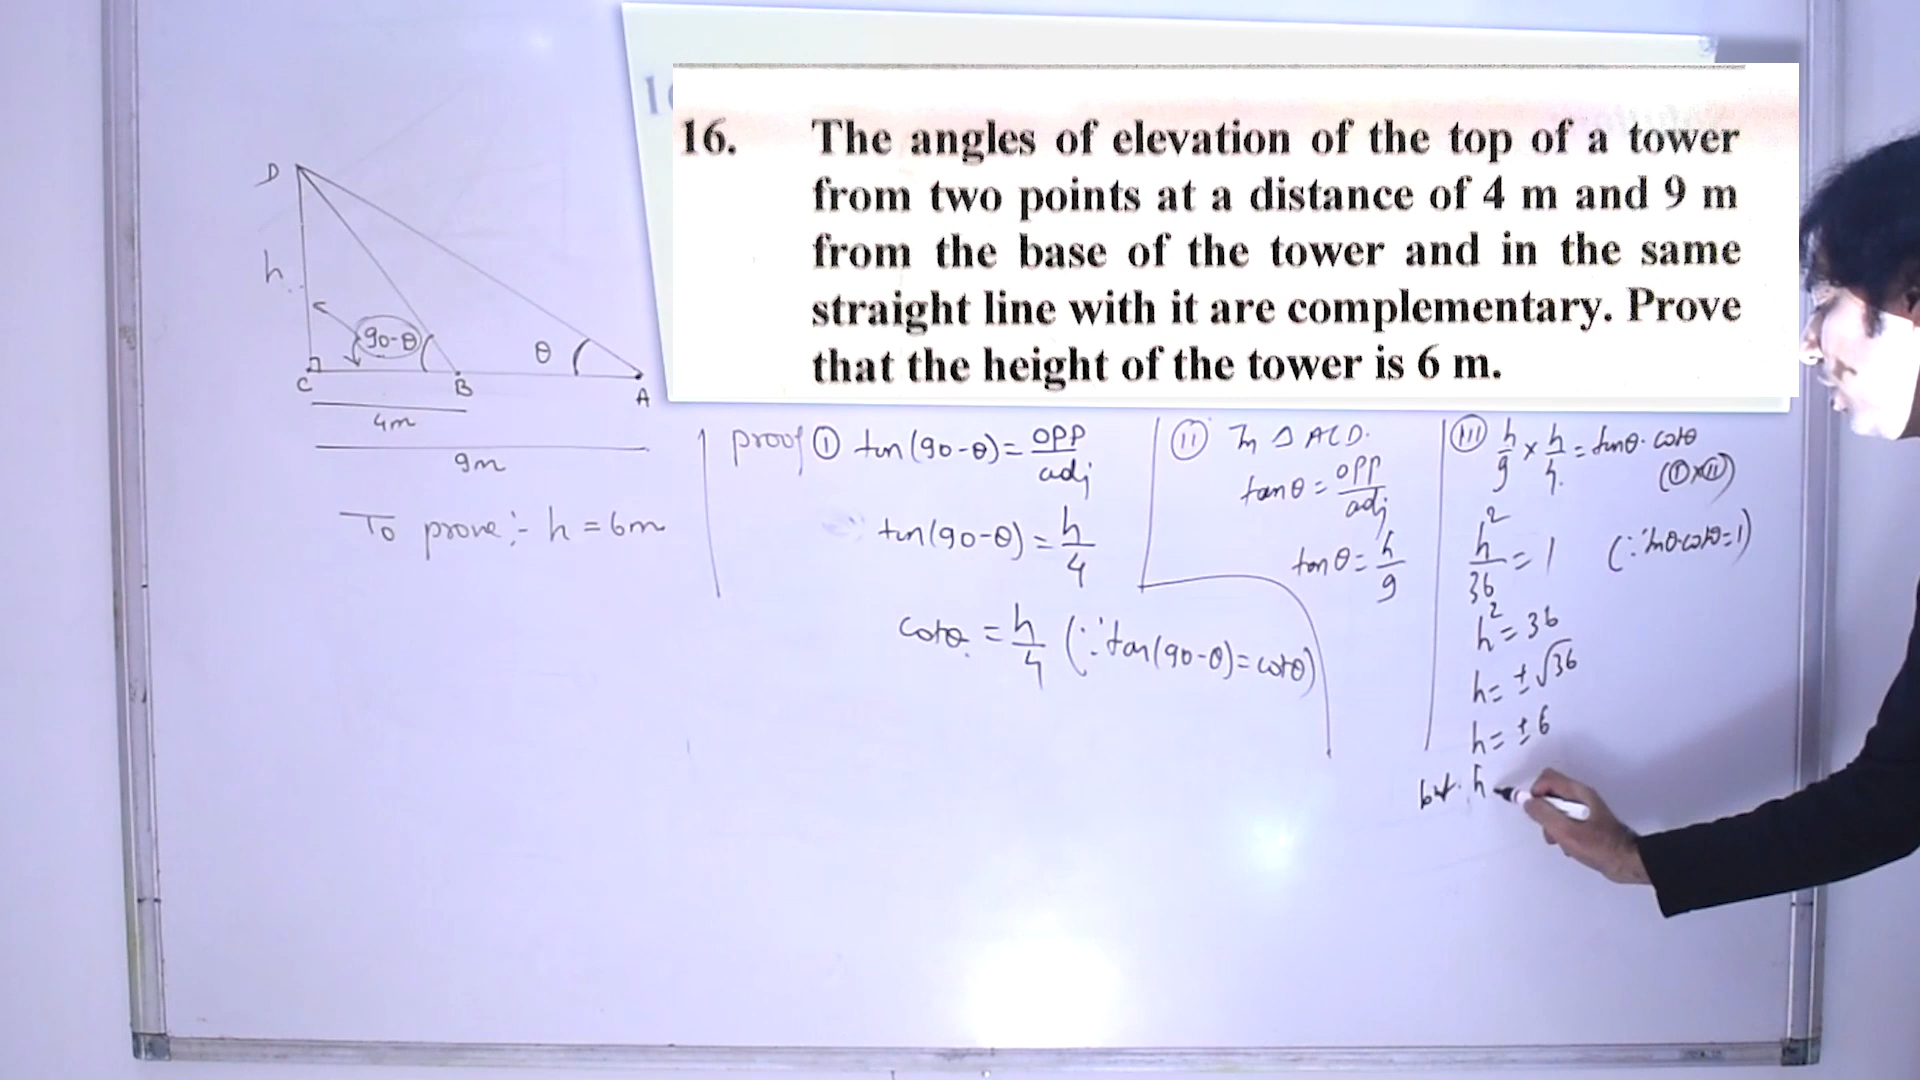 16. The angles of elevation of the top of a tower
from two points at a distance of 4 m and 9 m
from the base of the tower and in the same
straight line with it are complementary. Prove
that the height of the tower is 6 m.
D
h
90-θ
θ
C
B
A
4m
9m
To prove:- h = 6m
proof ① tan(90-θ) = opp/adj
tan(90-θ) = h/4
cotθ = h/4 (∵ tan(90-θ) = cotθ)
Ⓘⓘ In Δ ACD.
tanθ = opp/adj
tanθ = h/9
Ⓘⓘⓘ h/9 × h/4 = tanθ. cotθ
(Ⓘ×Ⓘⓘ)
h²/36 = 1 (∵ tanθ.cotθ=1)
h² = 36
h = ±√36
h = ±6
but. h